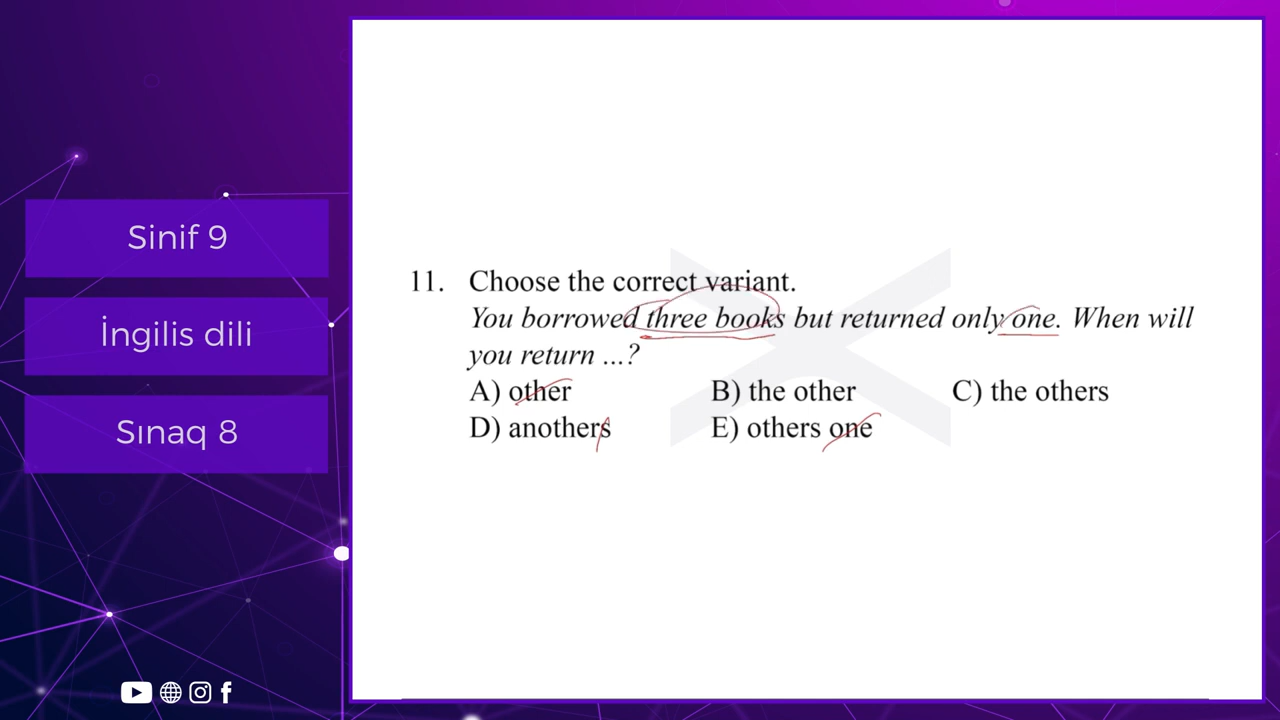 Sinif 9
İngilis dili
Sınaq 8
11. Choose the correct variant.
You borrowed three books but returned only one. When will
you return ...?
A) other B) the other C) the others
D) anothers E) others one